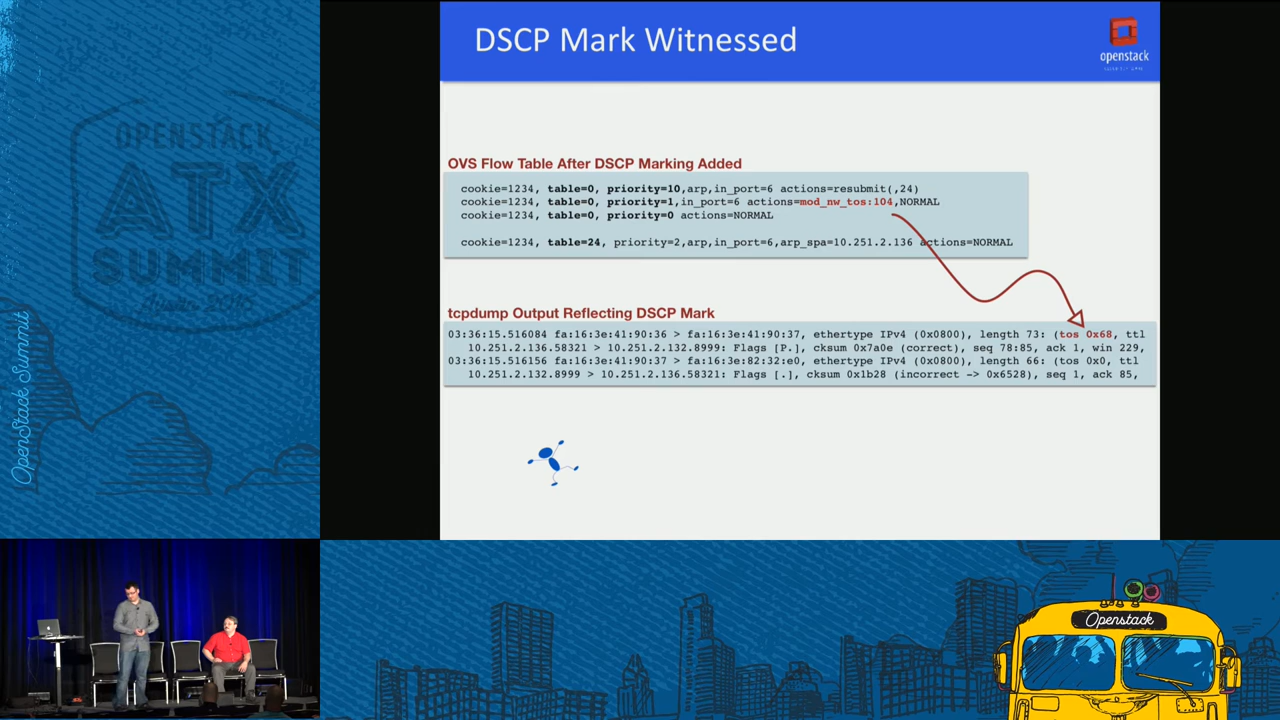 OpenStack Summit
OPENSTACK
ATX
SUMMIT
Austin 2016
DSCP Mark Witnessed
openstack
OVS Flow Table After DSCP Marking Added
cookie=1234, table=0, priority=10,arp,in_port=6 actions=resubmit(,24)
cookie=1234, table=0, priority=1,in_port=6 actions=mod_nw_tos:104,NORMAL
cookie=1234, table=0, priority=0 actions=NORMAL
cookie=1234, table=24, priority=2,arp,in_port=6,arp_spa=10.251.2.136 actions=NORMAL
tcpdump Output Reflecting DSCP Mark
03:36:15.516084 fa:16:3e:41:90:36 > fa:16:3e:41:90:37, ethertype IPv4 (0x0800), length 73: (tos 0x68, ttl
10.251.2.136.58321 > 10.251.2.132.8999: Flags [P.], cksum 0x7a0e (correct), seq 78:85, ack 1, win 229,
03:36:15.516156 fa:16:3e:41:90:37 > fa:16:3e:82:32:e0, ethertype IPv4 (0x0800), length 66: (tos 0x0, ttl
10.251.2.132.8999 > 10.251.2.136.58321: Flags [.], cksum 0x1b28 (incorrect -> 0x6528), seq 1, ack 85,
Openstack